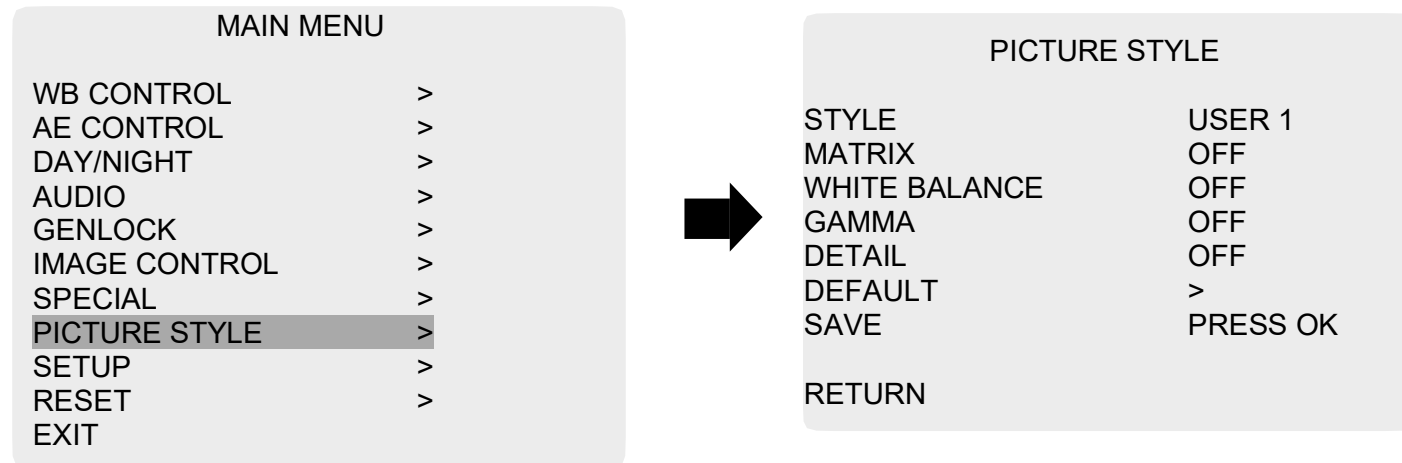 MAIN MENU
WB CONTROL >
AE CONTROL >
DAY/NIGHT >
AUDIO >
GENLOCK >
IMAGE CONTROL >
SPECIAL >
PICTURE STYLE >
SETUP >
RESET >
EXIT
PICTURE STYLE
STYLE USER 1
MATRIX OFF
WHITE BALANCE OFF
GAMMA OFF
DETAIL OFF
DEFAULT >
SAVE PRESS OK
RETURN